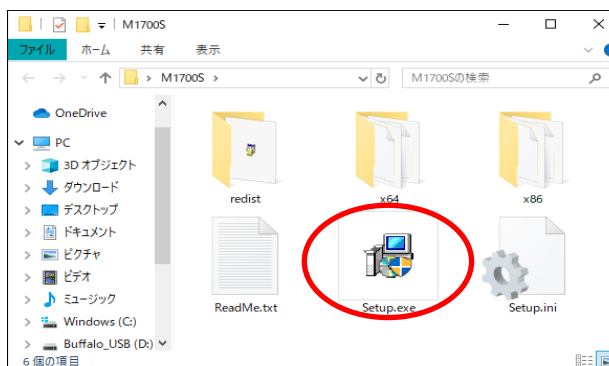 M1700S
ファイル ホーム 共有 表示
M1700S
M1700Sの検索
OneDrive
PC
3D オブジェクト
ダウンロード
デスクトップ
ドキュメント
ピクチャ
ビデオ
ミュージック
Windows (C:)
Buffalo_USB (D:)
redist
x64
x86
ReadMe.txt
Setup.exe
Setup.ini
6 個の項目